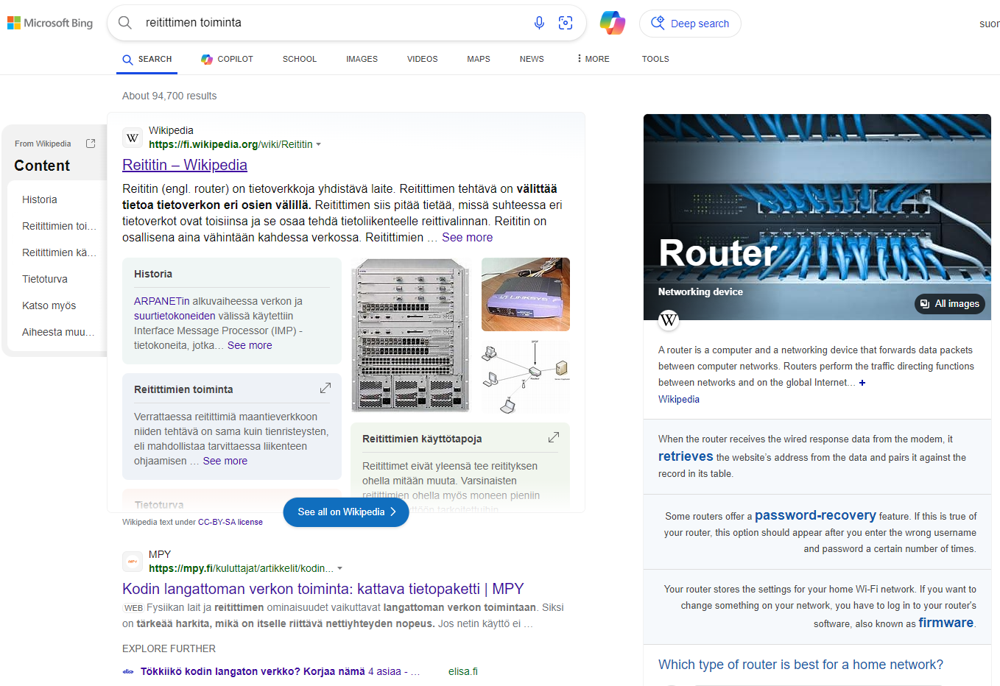 Microsoft Bing
reitittimen toiminta
Deep search
suor
SEARCH
COPILOT
SCHOOL
IMAGES
VIDEOS
MAPS
NEWS
MORE
TOOLS
About 94,700 results
From Wikipedia
Content
Historia
Reitittimien toi...
Reitittimien kä...
Tietoturva
Katso myös
Aiheesta muu...
W
Wikipedia
https://fi.wikipedia.org/wiki/Reititin
Reititin – Wikipedia
Reititin (engl. router) on tietoverkkoja yhdistävä laite. Reitittimen tehtävä on välittää
tietoa tietoverkon eri osien välillä. Reitittimen siis pitää tietää, missä suhteessa eri
tietoverkot ovat toisiinsa ja se osaa tehdä tietoliikenteelle reittivalinnan. Reititin on
osallisena aina vähintään kahdessa verkossa. Reitittimien … See more
Historia
ARPANETin alkuvaiheessa verkon ja
suurtietokoneiden välissä käytettiin
Interface Message Processor (IMP) -
tietokoneita, jotka… See more
Reitittimien toiminta
Verrattaessa reitittimiä maantieverkkoon
niiden tehtävä on sama kuin tienristeysten,
eli mahdollistaa tarvittaessa liikenteen
ohjaamisen … See more
Tietoturva
LINKSYS
Reitittimien käyttötapoja
Reitittimet eivät yleensä tee reitityksen
ohella mitään muuta. Varsinaisten
reitittimien ohella myös moneen pieniin
See all on Wikipedia
Wikipedia text under CC-BY-SA license
MPY
MPY
https://mpy.fi/kuluttajat/artikkelit/kodin...
Kodin langattoman verkon toiminta: kattava tietopaketti | MPY
WEB Fysiikan lait ja reitittimen ominaisuudet vaikuttavat langattoman verkon toimintaan. Siksi
on tärkeää harkita, mikä on itselle riittävä nettiyhteyden nopeus. Jos netin käyttö ei …
EXPLORE FURTHER
elisa
Tökkiikö kodin langaton verkko? Korjaa nämä 4 asiaa - …
elisa.fi
Router
Networking device
All images
W
A router is a computer and a networking device that forwards data packets
between computer networks. Routers perform the traffic directing functions
between networks and on the global Internet… +
Wikipedia
When the router receives the wired response data from the modem, it
retrieves the website's address from the data and pairs it against the
record in its table.
Some routers offer a password-recovery feature. If this is true of
your router, this option should appear after you enter the wrong username
and password a certain number of times.
Your router stores the settings for your home Wi-Fi network. If you want to
change something on your network, you have to log in to your router's
software, also known as firmware.
Which type of router is best for a home network?